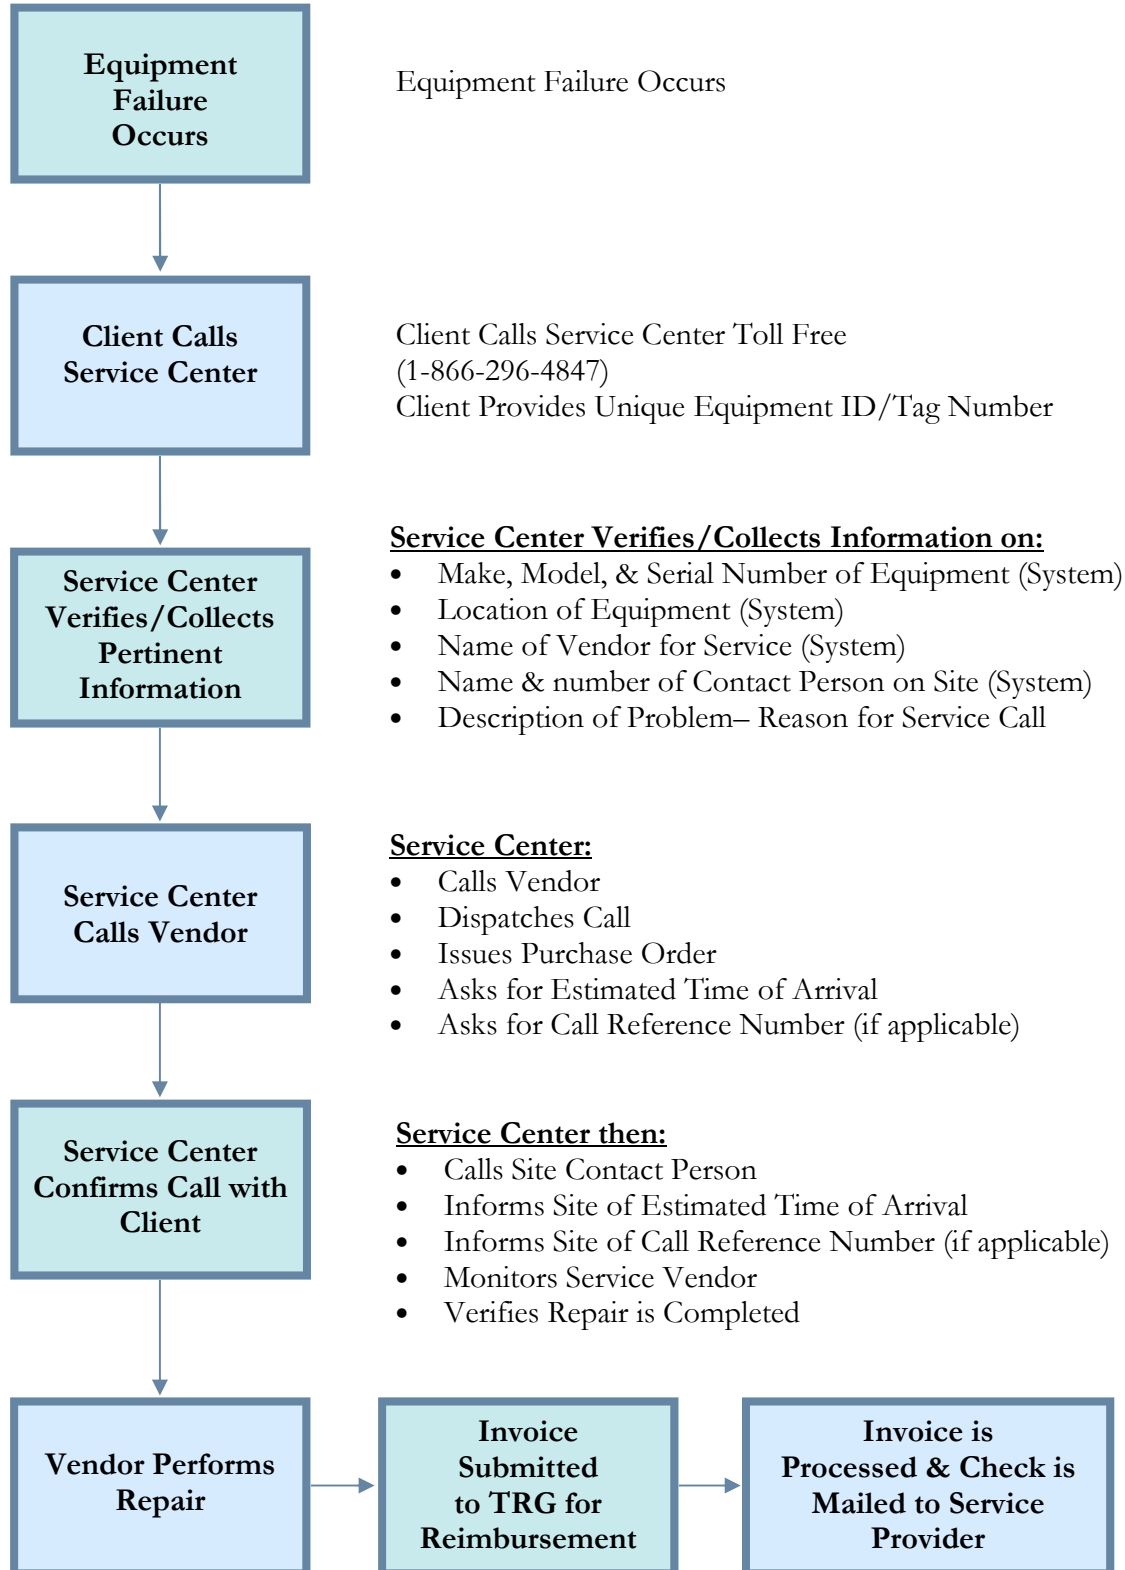 Equipment
Failure
Occurs
Equipment Failure Occurs
Client Calls
Service Center
Client Calls Service Center Toll Free
(1-866-296-4847)
Client Provides Unique Equipment ID/Tag Number
Service Center
Verifies/Collects
Pertinent
Information
Service Center Verifies/Collects Information on:
• Make, Model, & Serial Number of Equipment (System)
• Location of Equipment (System)
• Name of Vendor for Service (System)
• Name & number of Contact Person on Site (System)
• Description of Problem– Reason for Service Call
Service Center
Calls Vendor
Service Center:
• Calls Vendor
• Dispatches Call
• Issues Purchase Order
• Asks for Estimated Time of Arrival
• Asks for Call Reference Number (if applicable)
Service Center
Confirms Call with
Client
Service Center then:
• Calls Site Contact Person
• Informs Site of Estimated Time of Arrival
• Informs Site of Call Reference Number (if applicable)
• Monitors Service Vendor
• Verifies Repair is Completed
Vendor Performs
Repair
Invoice
Submitted
to TRG for
Reimbursement
Invoice is
Processed & Check is
Mailed to Service
Provider